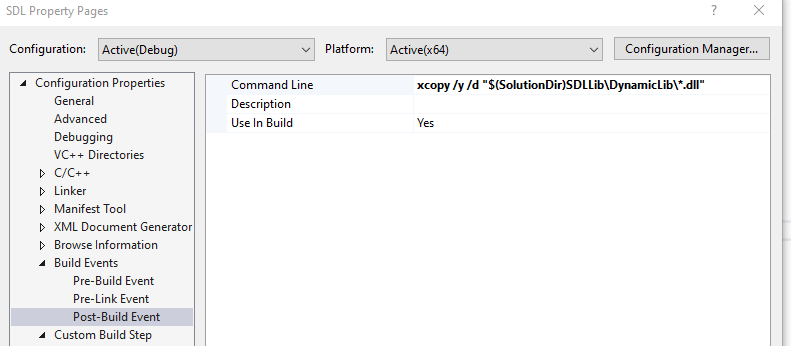 SDL Property Pages ? ×
Configuration: Active(Debug) Platform: Active(x64) Configuration Manager...
Configuration Properties
General
Advanced
Debugging
VC++ Directories
C/C++
Linker
Manifest Tool
XML Document Generator
Browse Information
Build Events
Pre-Build Event
Pre-Link Event
Post-Build Event
Custom Build Step
Command Line xcopy /y /d "$(SolutionDir)SDLLib\DynamicLib\*.dll"
Description
Use In Build Yes